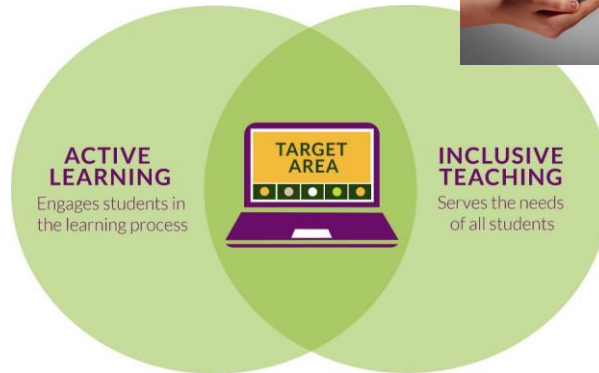 ACTIVE
LEARNING
Engages students in
the learning process
TARGET
AREA
INCLUSIVE
TEACHING
Serves the needs
of all students